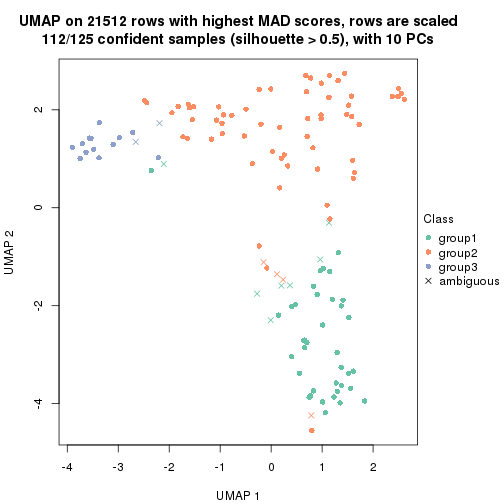 UMAP on 21512 rows with highest MAD scores, rows are scaled
112/125 confident samples (silhouette > 0.5), with 10 PCs
2
0
-2
-4
UMAP 2
-4 -3 -2 -1 0 1 2
UMAP 1
Class
group1
group2
group3
ambiguous